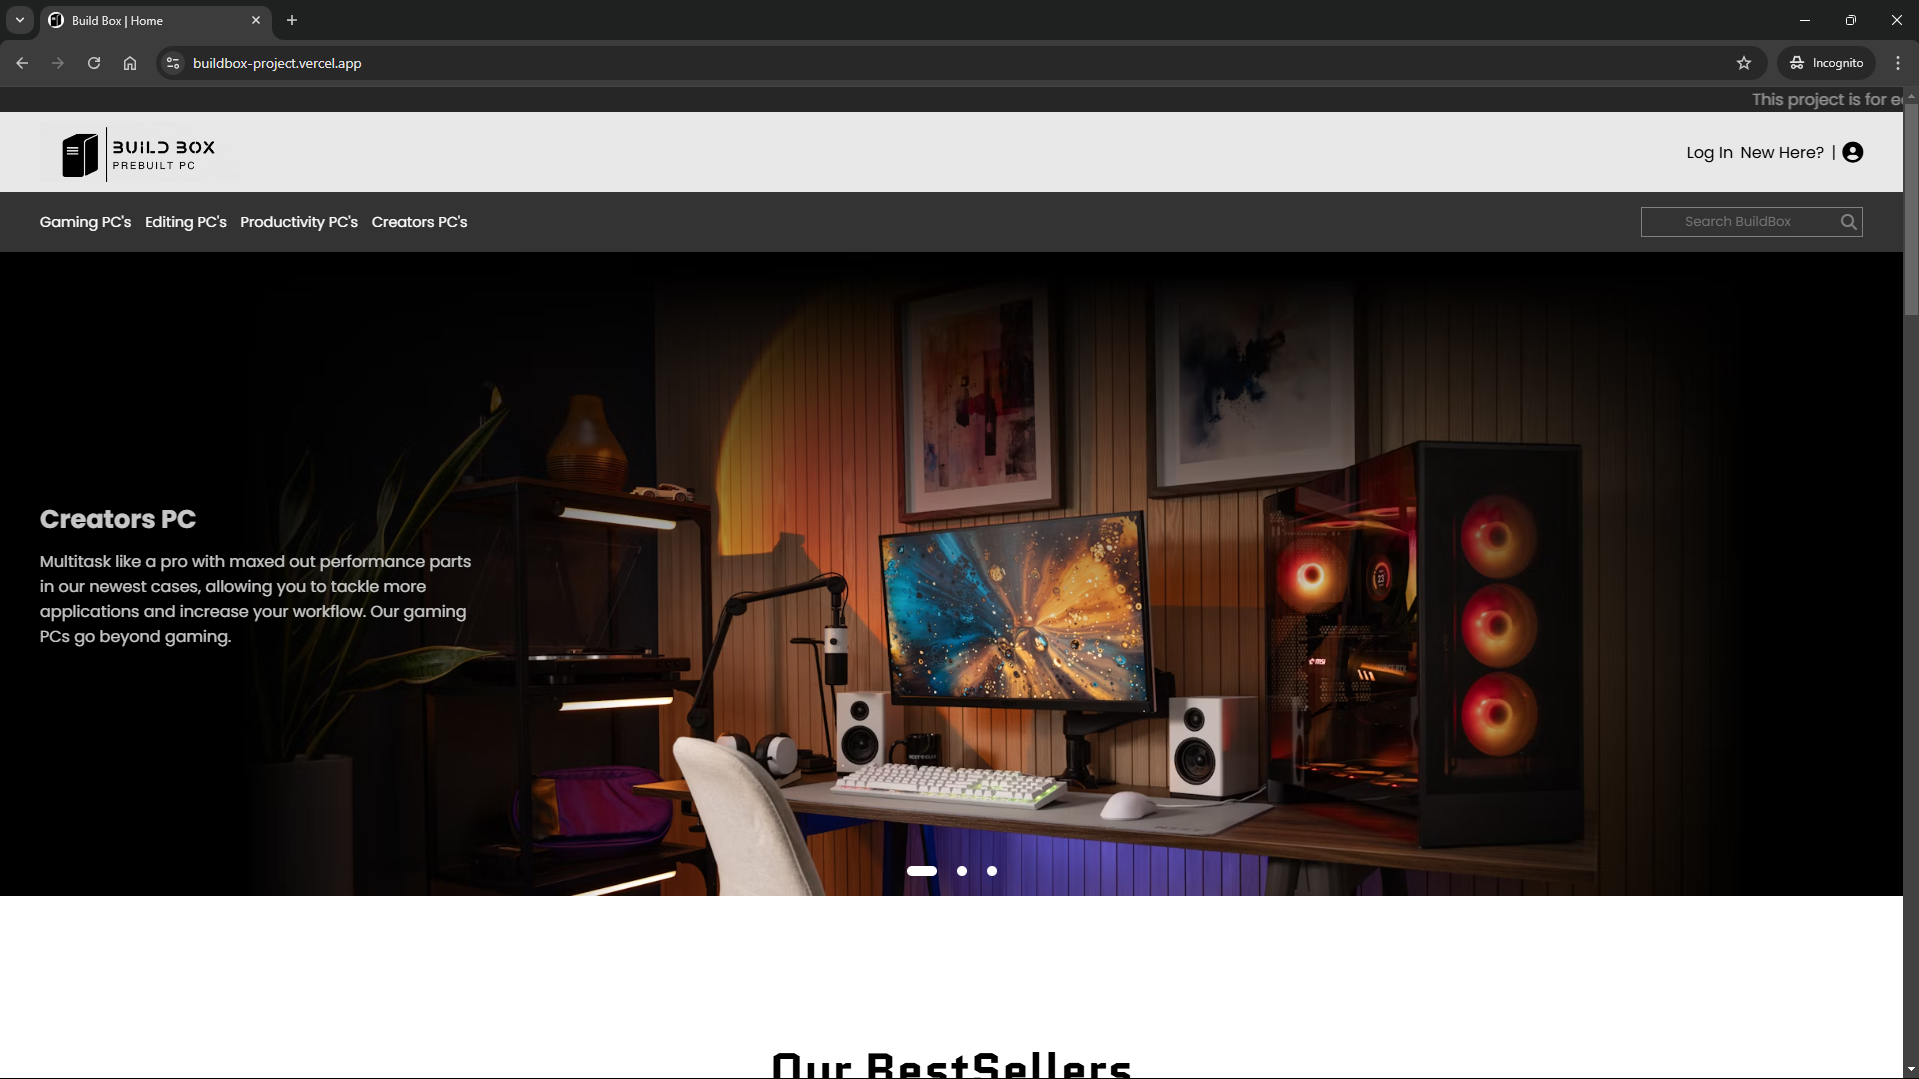 Build Box | Home
buildbox-project.vercel.app
Incognito
This project is for e
BUILD BOX
PREBUILT PC
Log In New Here? |
Gaming PC's Editing PC's Productivity PC's Creators PC's
Search BuildBox
Creators PC
Multitask like a pro with maxed out performance parts
in our newest cases, allowing you to tackle more
applications and increase your workflow. Our gaming
PCs go beyond gaming.
msi
Our BestSellers